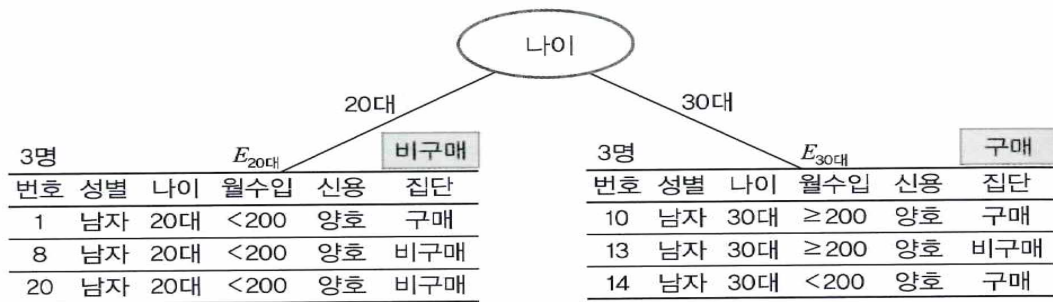 나이
20대 30대
3명 E20대 비구매
번호 성별 나이 월수입 신용 집단
1 남자 20대 <200 양호 구매
8 남자 20대 <200 양호 비구매
20 남자 20대 <200 양호 비구매
3명 E30대 구매
번호 성별 나이 월수입 신용 집단
10 남자 30대 ≥200 양호 구매
13 남자 30대 ≥200 양호 비구매
14 남자 30대 <200 양호 구매